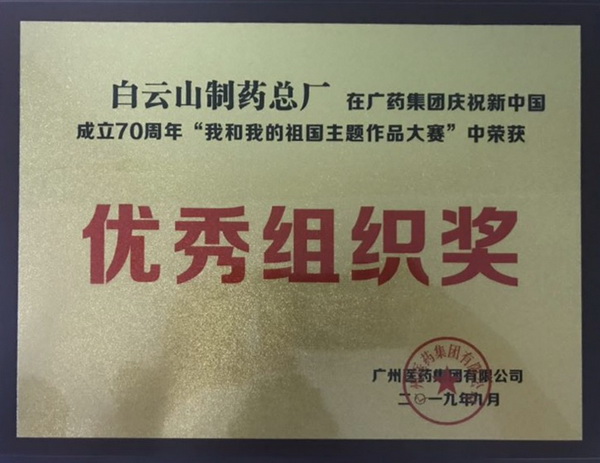 白云山制药总厂 在广药集团庆祝新中国
成立70周年“我和我的祖国主题作品大赛”中荣获
优秀组织奖
广州医药集团有限公司
二〇一九年九月